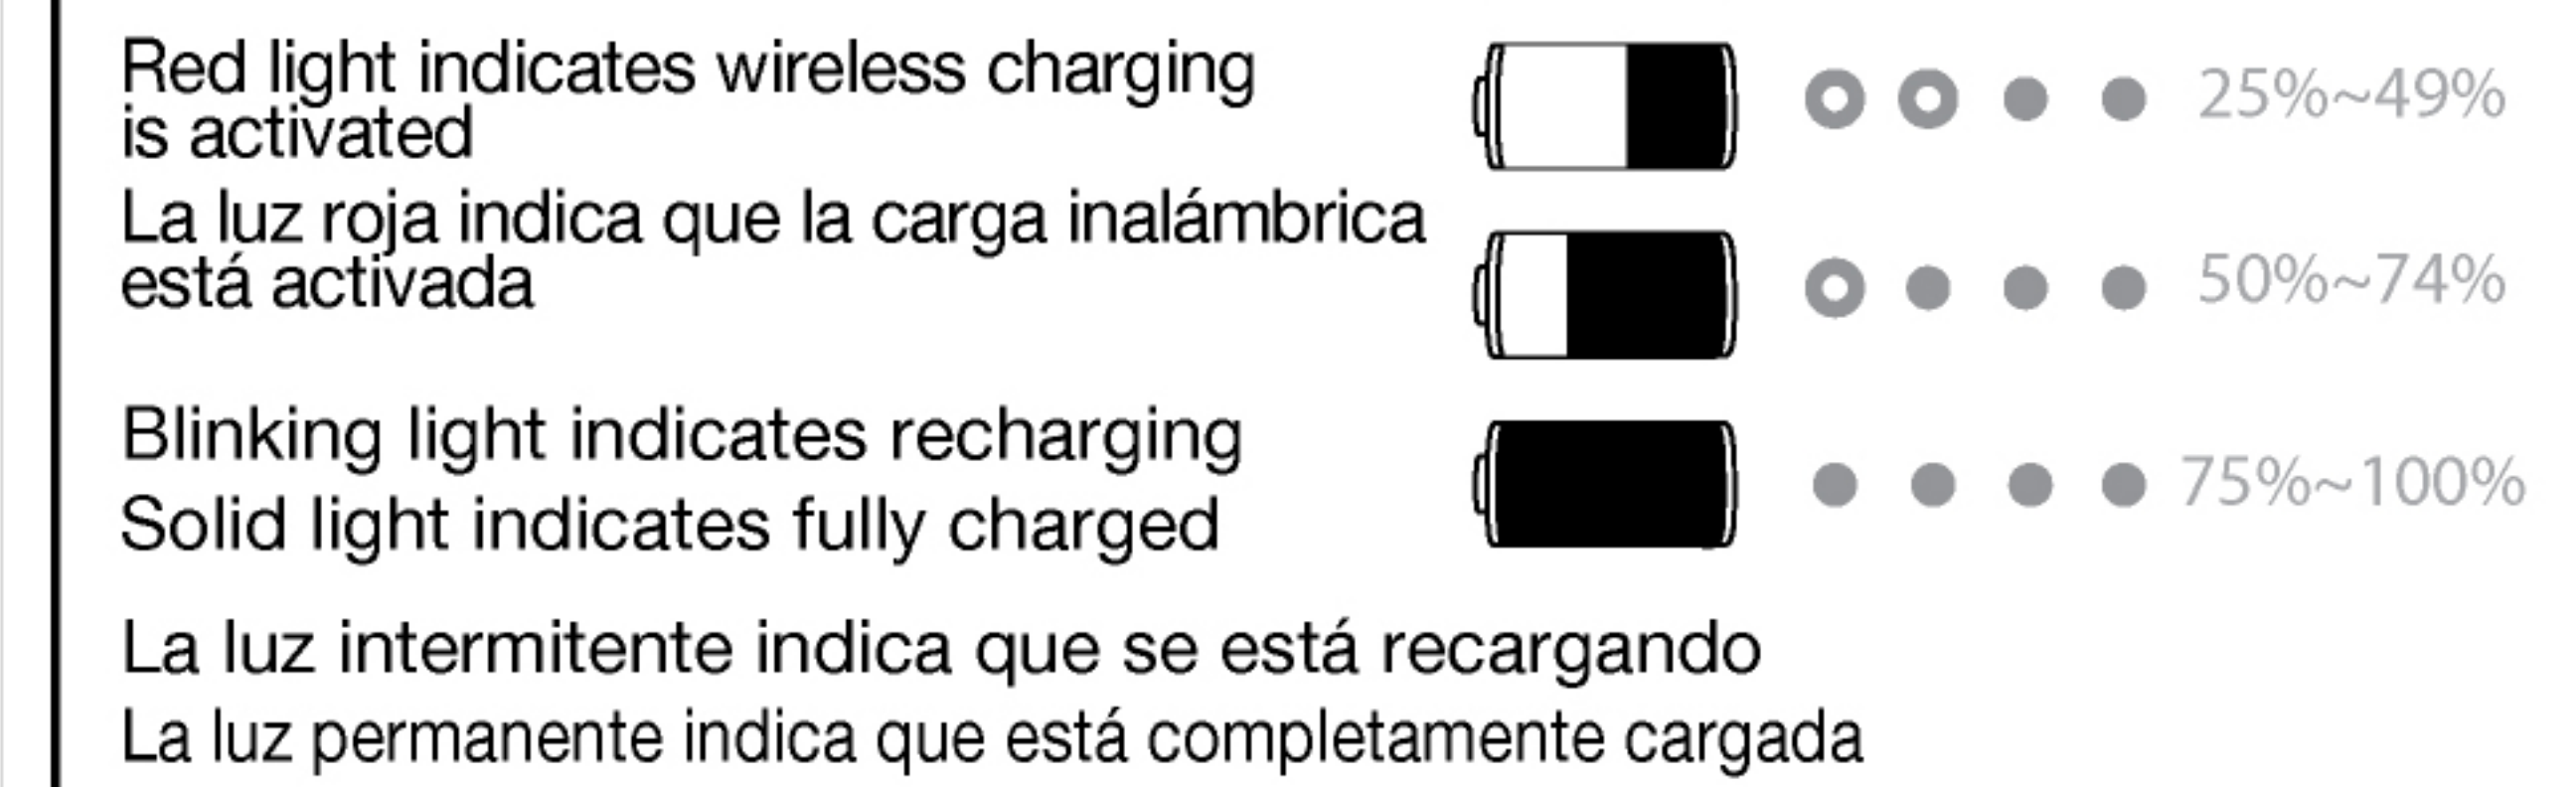 Red light indicates wireless charging
is activated
25%~49%
La luz roja indica que la carga inalámbrica
está activada
50%~74%
Blinking light indicates recharging
Solid light indicates fully charged
75%~100%
La luz intermitente indica que se está recargando
La luz permanente indica que está completamente cargada